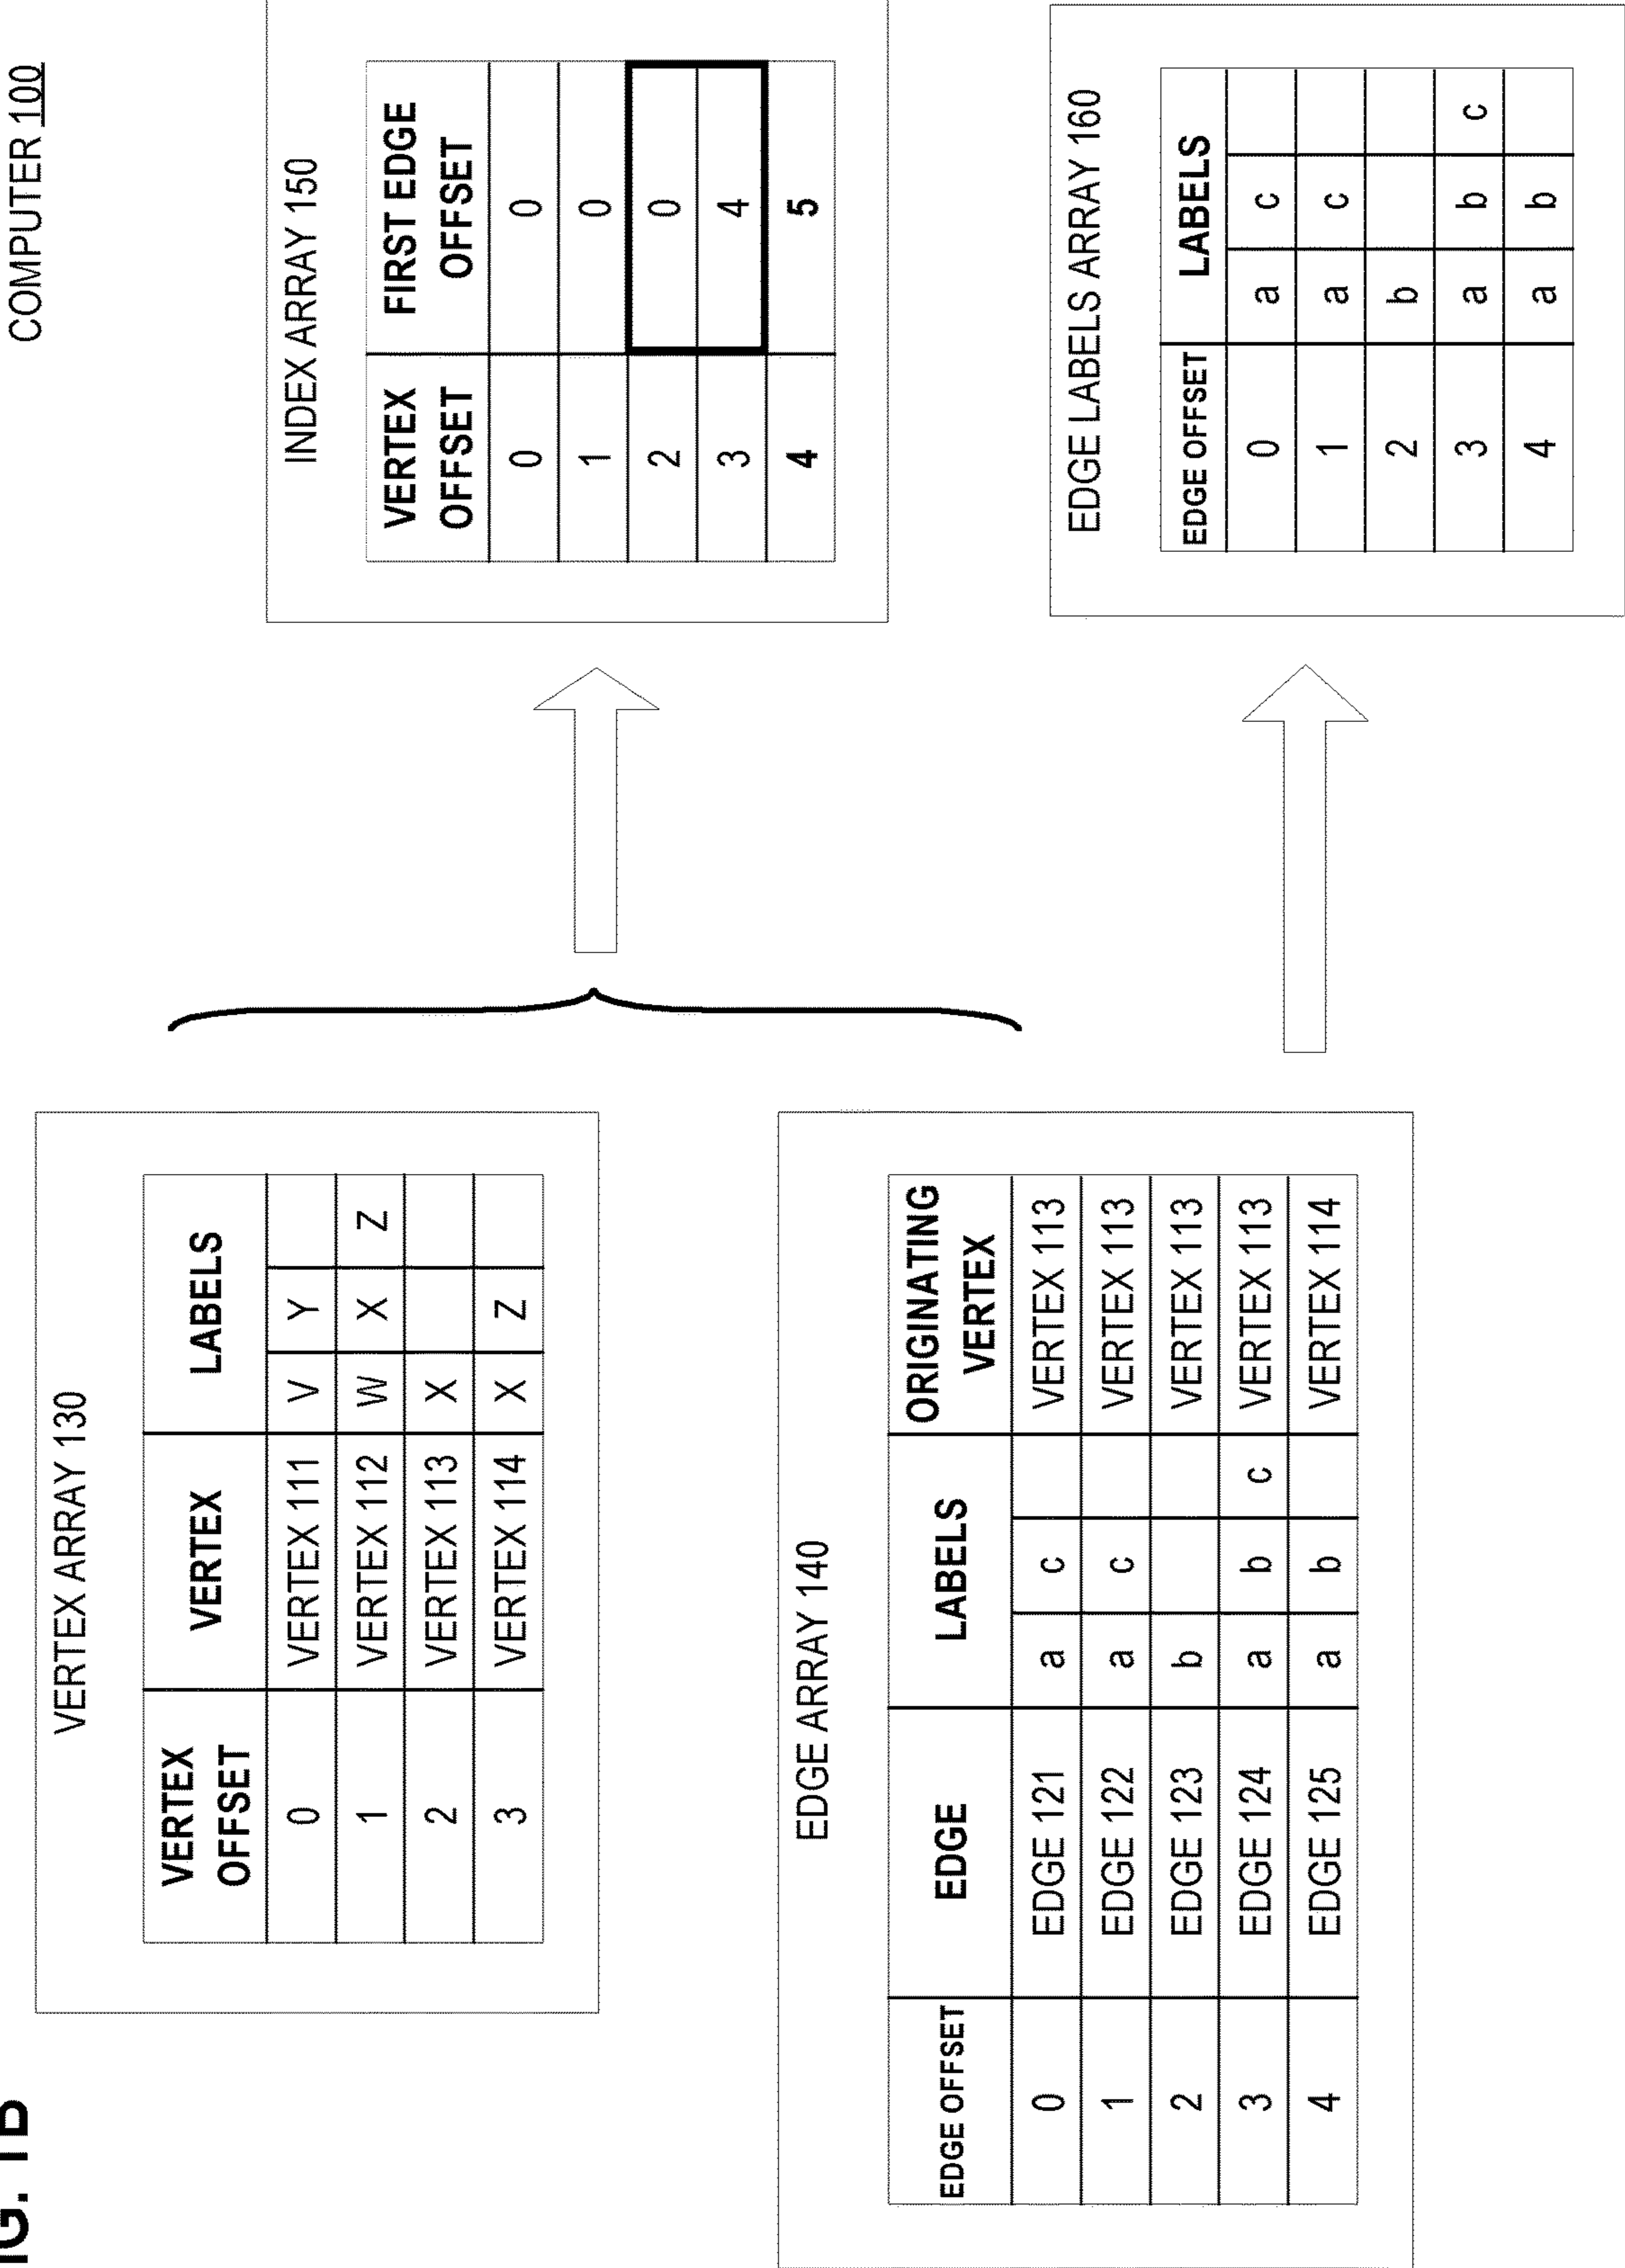 G. 1B
COMPUTER 100
VERTEX ARRAY 130
VERTEX OFFSET VERTEX LABELS
0 VERTEX 111 V Y
1 VERTEX 112 W X Z
2 VERTEX 113 X
3 VERTEX 114 X Z
EDGE ARRAY 140
EDGE OFFSET EDGE LABELS ORIGINATING VERTEX
0 EDGE 121 a c VERTEX 113
1 EDGE 122 a c VERTEX 113
2 EDGE 123 b VERTEX 113
3 EDGE 124 a b c VERTEX 113
4 EDGE 125 a b VERTEX 114
INDEX ARRAY 150
VERTEX OFFSET FIRST EDGE OFFSET
0 0
1 0
2 0
3 4
4 5
EDGE LABELS ARRAY 160
EDGE OFFSET LABELS
0 a c
1 a c
2 b
3 a b c
4 a b